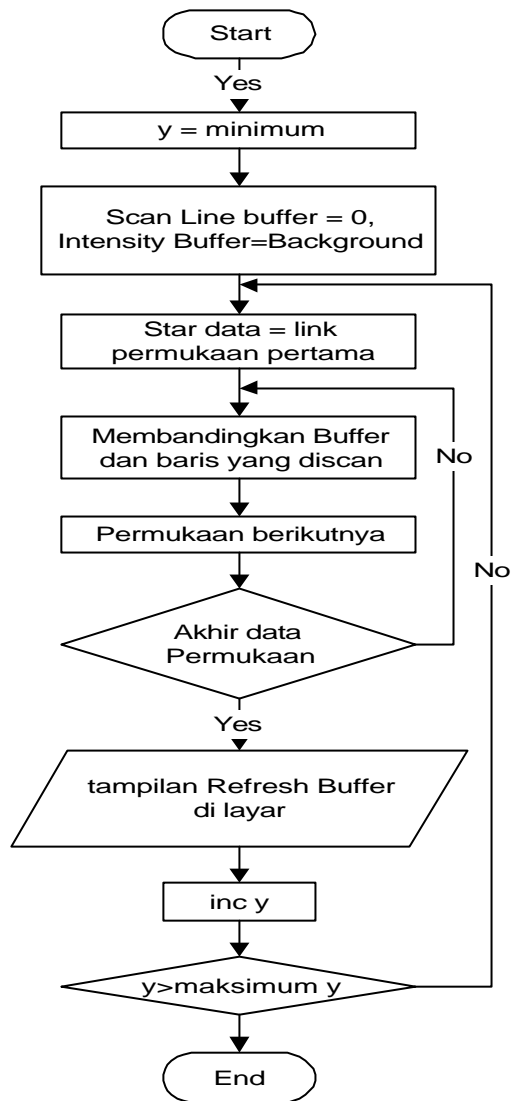 Start
Yes
y = minimum
Scan Line buffer = 0,
Intensity Buffer=Background
Star data = link
permukaan pertama
Membandingkan Buffer
dan baris yang discan
No
Permukaan berikutnya
No
Akhir data
Permukaan
Yes
tampilan Refresh Buffer
di layar
inc y
y>maksimum y
End